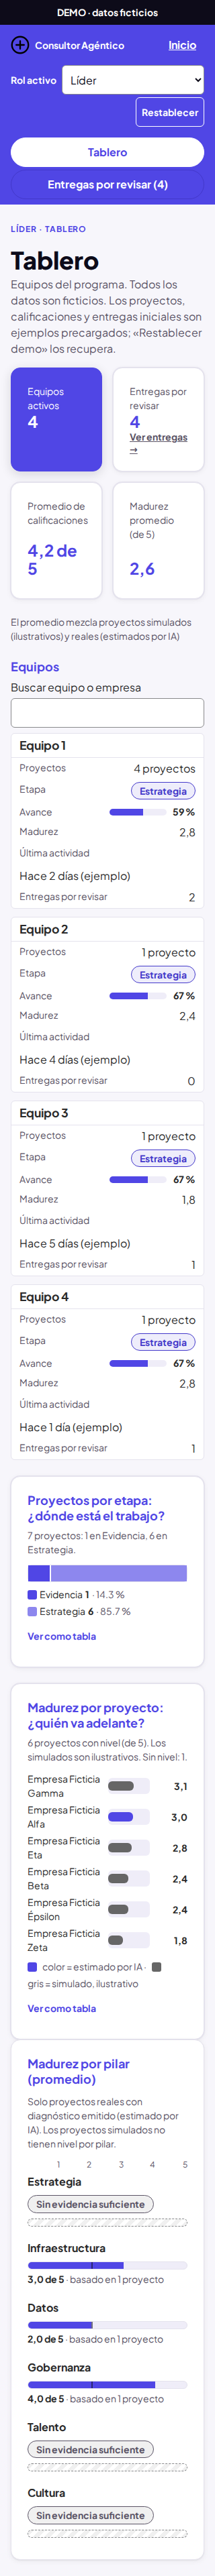 DEMO · datos ficticios
Consultor Agéntico
Inicio
Rol activo
Líder
Restablecer
Tablero
Entregas por revisar (4)
LÍDER · TABLERO
Tablero
Equipos del programa. Todos los
datos son ficticios. Los proyectos,
calificaciones y entregas iniciales son
ejemplos precargados; «Restablecer
demo» los recupera.
Equipos
activos
4
Entregas por
revisar
4
Ver entregas
→
Promedio de
calificaciones
4,2 de
5
Madurez
promedio
(de 5)
2,6
El promedio mezcla proyectos simulados
(ilustrativos) y reales (estimados por IA)
Equipos
Buscar equipo o empresa
Equipo 1
Proyectos 4 proyectos
Etapa Estrategia
Avance 59 %
Madurez 2,8
Última actividad
Hace 2 días (ejemplo)
Entregas por revisar 2
Equipo 2
Proyectos 1 proyecto
Etapa Estrategia
Avance 67 %
Madurez 2,4
Última actividad
Hace 4 días (ejemplo)
Entregas por revisar 0
Equipo 3
Proyectos 1 proyecto
Etapa Estrategia
Avance 67 %
Madurez 1,8
Última actividad
Hace 5 días (ejemplo)
Entregas por revisar 1
Equipo 4
Proyectos 1 proyecto
Etapa Estrategia
Avance 67 %
Madurez 2,8
Última actividad
Hace 1 día (ejemplo)
Entregas por revisar 1
Proyectos por etapa:
¿dónde está el trabajo?
7 proyectos: 1 en Evidencia, 6 en
Estrategia.
Evidencia 1 · 14.3 %
Estrategia 6 · 85.7 %
Ver como tabla
Madurez por proyecto:
¿quién va adelante?
6 proyectos con nivel (de 5). Los
simulados son ilustrativos. Sin nivel: 1.
Empresa Ficticia
Gamma 3,1
Empresa Ficticia
Alfa 3,0
Empresa Ficticia
Eta 2,8
Empresa Ficticia
Beta 2,4
Empresa Ficticia
Épsilon 2,4
Empresa Ficticia
Zeta 1,8
color = estimado por IA ·
gris = simulado, ilustrativo
Ver como tabla
Madurez por pilar
(promedio)
Solo proyectos reales con
diagnóstico emitido (estimado por
IA). Los proyectos simulados no
tienen nivel por pilar.
1 2 3 4 5
Estrategia
Sin evidencia suficiente
Infraestructura
3,0 de 5 · basado en 1 proyecto
Datos
2,0 de 5 · basado en 1 proyecto
Gobernanza
4,0 de 5 · basado en 1 proyecto
Talento
Sin evidencia suficiente
Cultura
Sin evidencia suficiente